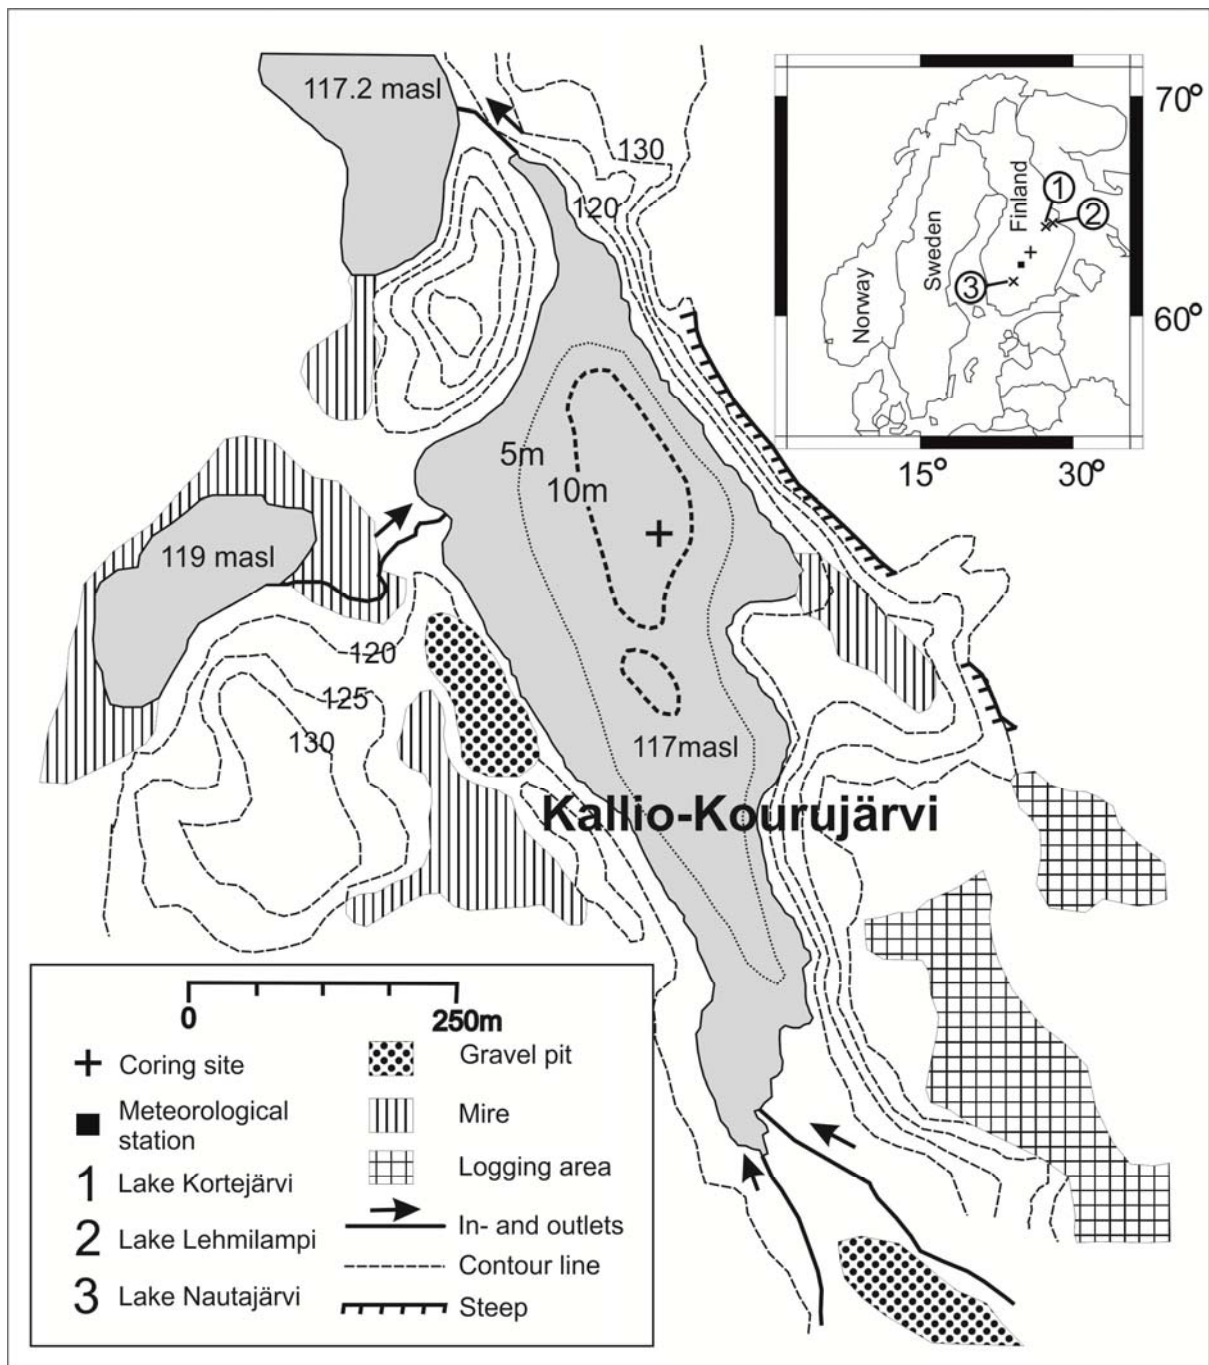 117.2 masl
130
120
70°
Finland
1
2
Sweden
3
Norway
60°
15°
30°
5m
10m
119 masl
120
125
130
117masl
Kallio-Kourujärvi
0
250m
Coring site
Meteorological
station
1 Lake Kortejärvi
2 Lake Lehmilampi
3 Lake Nautajärvi
Gravel pit
Mire
Logging area
In- and outlets
Contour line
Steep